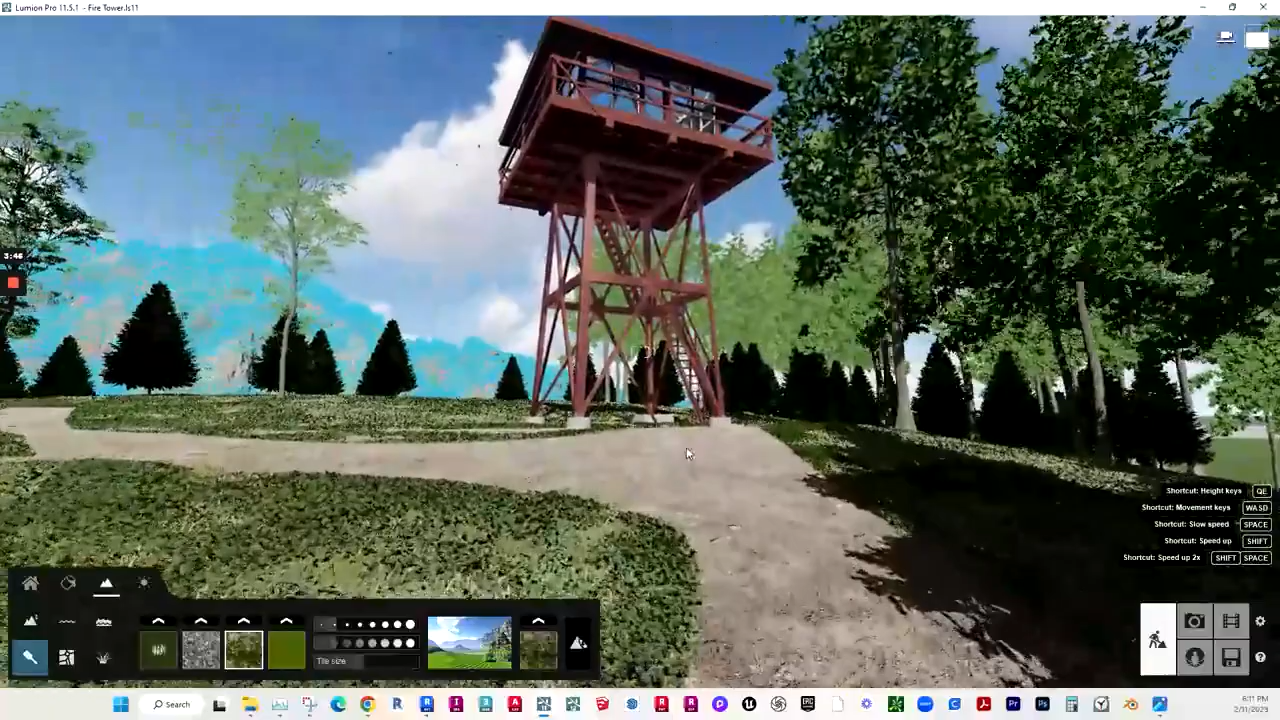 Lumion Pro 11.5.1 - Fire Tower.ls11
3:46
Shortcut: Height keys QE
Shortcut: Movement keys WASD
Shortcut: Slow speed SPACE
Shortcut: Speed up SHIFT
Shortcut: Speed up 2x SHIFT SPACE
Tile size
Search
6:11 PM
2/11/2023